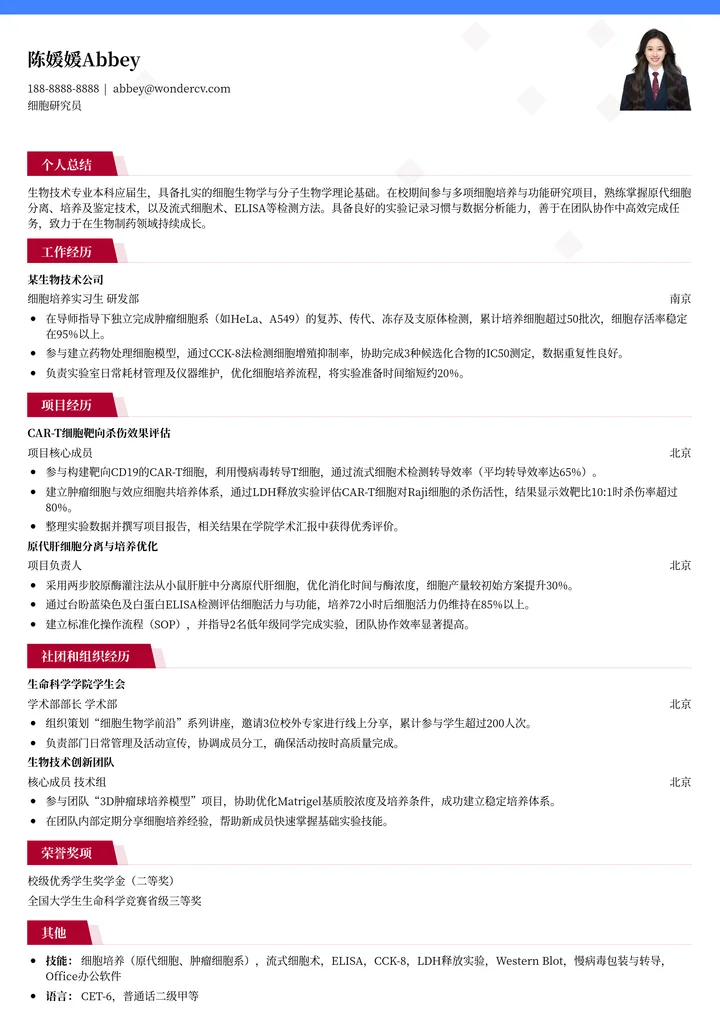 陈媛媛Abbey
188-8888-8888 | abbey@wondercv.com
细胞研究员
个人总结
生物技术专业本科应届生，具备扎实的细胞生物学与分子生物学理论基础。在校期间参与多项细胞培养与功能研究项目，熟练掌握原代细胞
分离、培养及鉴定技术，以及流式细胞术、ELISA等检测方法。具备良好的实验记录习惯与数据分析能力，善于在团队协作中高效完成任
务，致力于在生物制药领域持续成长。
工作经历
某生物技术公司
细胞培养实习生 研发部 南京
• 在导师指导下独立完成肿瘤细胞系（如HeLa、A549）的复苏、传代、冻存及支原体检测，累计培养细胞超过50批次，细胞存活率稳定
在95%以上。
• 参与建立药物处理细胞模型，通过CCK-8法检测细胞增殖抑制率，协助完成3种候选化合物的IC50测定，数据重复性良好。
• 负责实验室日常耗材管理及仪器维护，优化细胞培养流程，将实验准备时间缩短约20%。
项目经历
CAR-T细胞靶向杀伤效果评估
项目核心成员 北京
• 参与构建靶向CD19的CAR-T细胞，利用慢病毒转导T细胞，通过流式细胞术检测转导效率（平均转导效率达65%）。
• 建立肿瘤细胞与效应细胞共培养体系，通过LDH释放实验评估CAR-T细胞对Raji细胞的杀伤活性，结果显示效靶比10:1时杀伤率超过
80%。
• 整理实验数据并撰写项目报告，相关结果在学院学术汇报中获得优秀评价。
原代肝细胞分离与培养优化
项目负责人 北京
• 采用两步胶原酶灌注法从小鼠肝脏中分离原代肝细胞，优化消化时间与酶浓度，细胞产量较初始方案提升30%。
• 通过台盼蓝染色及白蛋白ELISA检测评估细胞活力与功能，培养72小时后细胞活力仍维持在85%以上。
• 建立标准化操作流程（SOP），并指导2名低年级同学完成实验，团队协作效率显著提高。
社团和组织经历
生命科学学院学生会
学术部部长 学术部 北京
• 组织策划“细胞生物学前沿”系列讲座，邀请3位校外专家进行线上分享，累计参与学生超过200人次。
• 负责部门日常管理及活动宣传，协调成员分工，确保活动按时高质量完成。
生物技术创新团队
核心成员 技术组 北京
• 参与团队“3D肿瘤球培养模型”项目，协助优化Matrigel基质胶浓度及培养条件，成功建立稳定培养体系。
• 在团队内部定期分享细胞培养经验，帮助新成员快速掌握基础实验技能。
荣誉奖项
校级优秀学生奖学金（二等奖）
全国大学生生命科学竞赛省级三等奖
其他
• 技能： 细胞培养（原代细胞、肿瘤细胞系），流式细胞术，ELISA，CCK-8，LDH释放实验，Western Blot，慢病毒包装与转导，
Office办公软件
• 语言： CET-6，普通话二级甲等